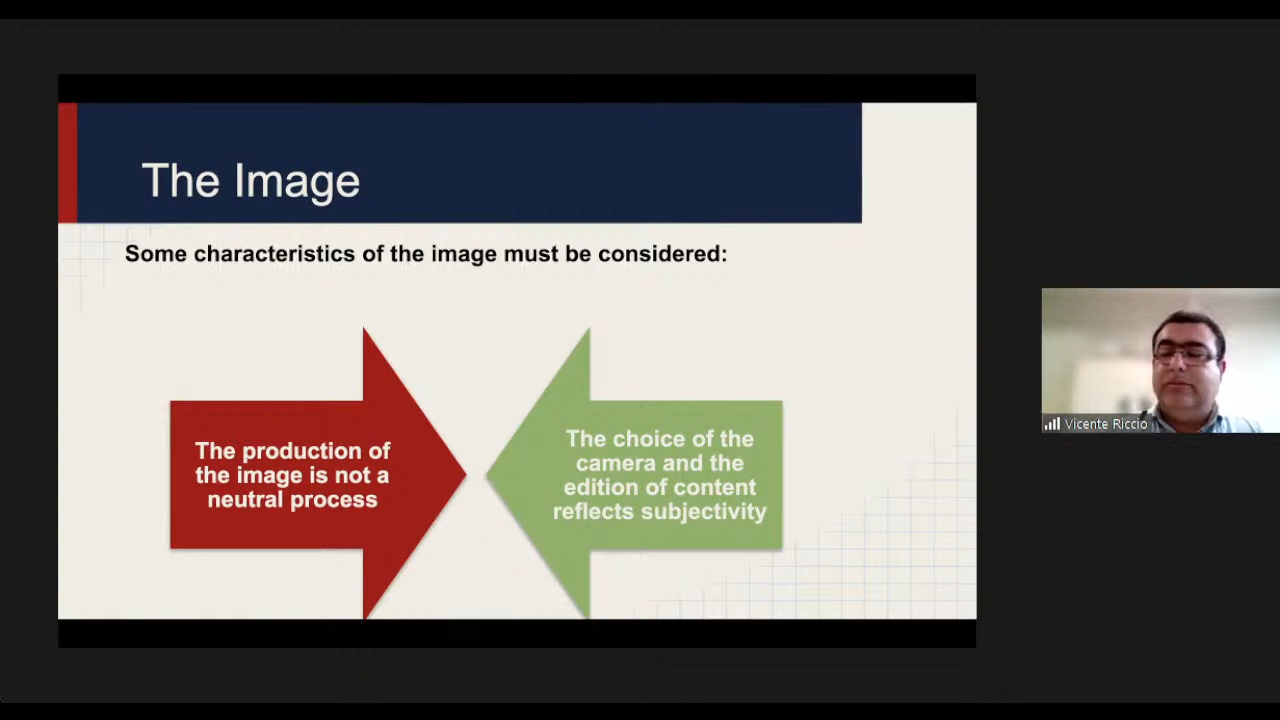 The Image
Some characteristics of the image must be considered:
The production of
the image is not a
neutral process
The choice of the
camera and the
edition of content
reflects subjectivity
Vicente Riccio